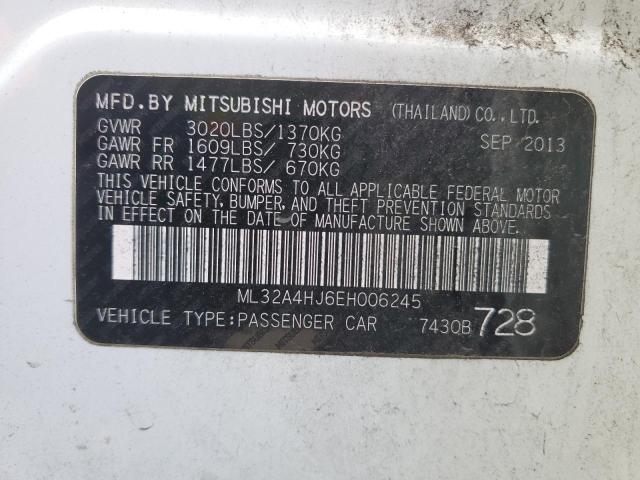 MFD.BY MITSUBISHI MOTORS (THAILAND)CO.,LTD.
GVWR 3020LBS/1370KG SEP 2013
GAWR FR 1609LBS/ 730KG
GAWR RR 1477LBS/ 670KG
THIS VEHICLE CONFORMS TO ALL APPLICABLE FEDERAL MOTOR
VEHICLE SAFETY, BUMPER, AND THEFT PREVENTION STANDARDS
IN EFFECT ON THE DATE OF MANUFACTURE SHOWN ABOVE.
ML32A4HJ6EH006245
VEHICLE TYPE:PASSENGER CAR 7430B 728